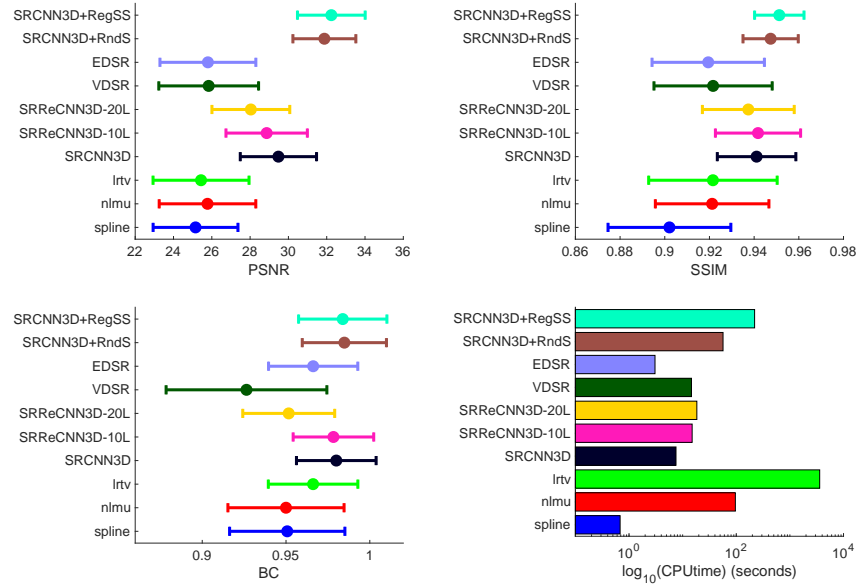 SRCNN3D+RegSS
SRCNN3D+RndS
EDSR
VDSR
SRReCNN3D-20L
SRReCNN3D-10L
SRCNN3D
lrtv
nlmu
spline
22 24 26 28 30 32 34 36
PSNR
SRCNN3D+RegSS
SRCNN3D+RndS
EDSR
VDSR
SRReCNN3D-20L
SRReCNN3D-10L
SRCNN3D
lrtv
nlmu
spline
0.86 0.88 0.9 0.92 0.94 0.96 0.98
SSIM
SRCNN3D+RegSS
SRCNN3D+RndS
EDSR
VDSR
SRReCNN3D-20L
SRReCNN3D-10L
SRCNN3D
lrtv
nlmu
spline
0.9 0.95 1
BC
SRCNN3D+RegSS
SRCNN3D+RndS
EDSR
VDSR
SRReCNN3D-20L
SRReCNN3D-10L
SRCNN3D
lrtv
nlmu
spline
10^0 10^2 10^4
log_10(CPUtime) (seconds)